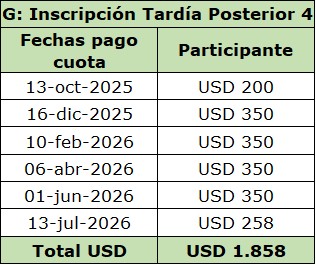 G: Inscripción Tardía Posterior 4
Fechas pago cuota Participante
13-oct-2025 USD 200
16-dic-2025 USD 350
10-feb-2026 USD 350
06-abr-2026 USD 350
01-jun-2026 USD 350
13-jul-2026 USD 258
Total USD USD 1.858